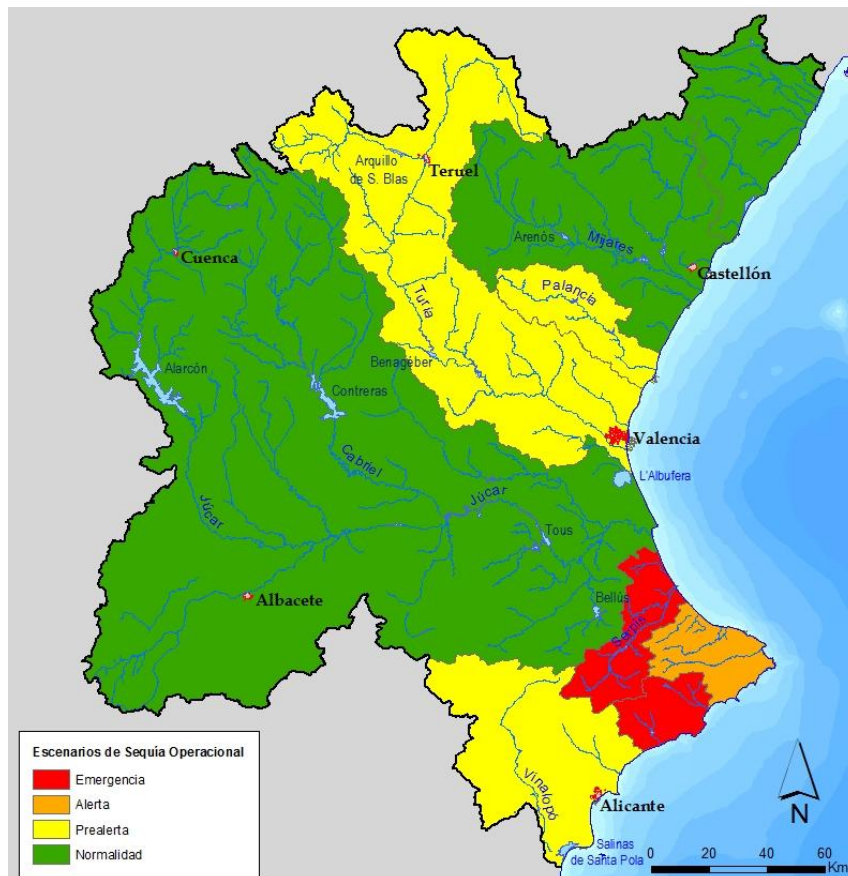 Arquillo
de S. Blas
Teruel
Cuenca
Arenós
Mijares
Castellón
Palancia
Turia
Benagéber
Alarcón
Contreras
Valencia
L'Albufera
Cabriel
Júcar
Júcar
Tous
Albacete
Bellús
Serpis
Escenarios de Sequía Operacional
Emergencia
Alerta
Prealerta
Normalidad
Vinalopó
Alicante
Salinas
de Santa Pola
N
0 20 40 60
Km